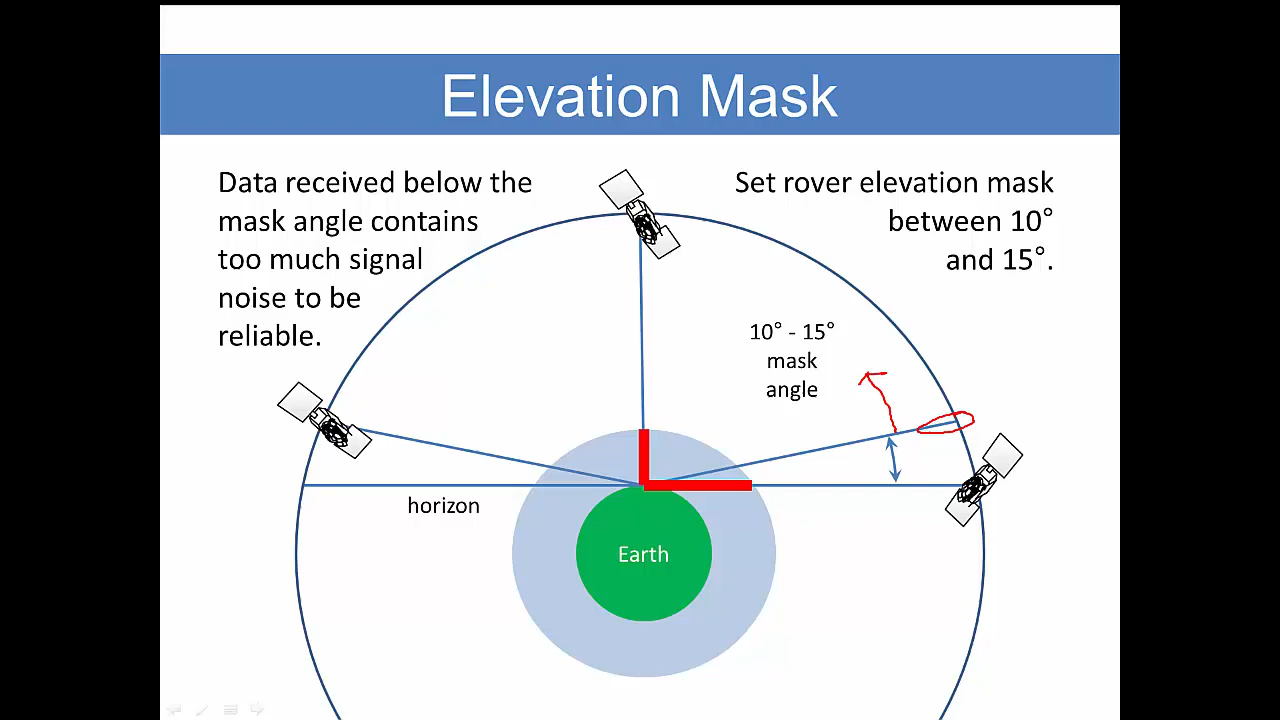 Elevation Mask
Data received below the
mask angle contains
too much signal
noise to be
reliable.
Set rover elevation mask
between 10°
and 15°.
10° - 15°
mask
angle
horizon
Earth